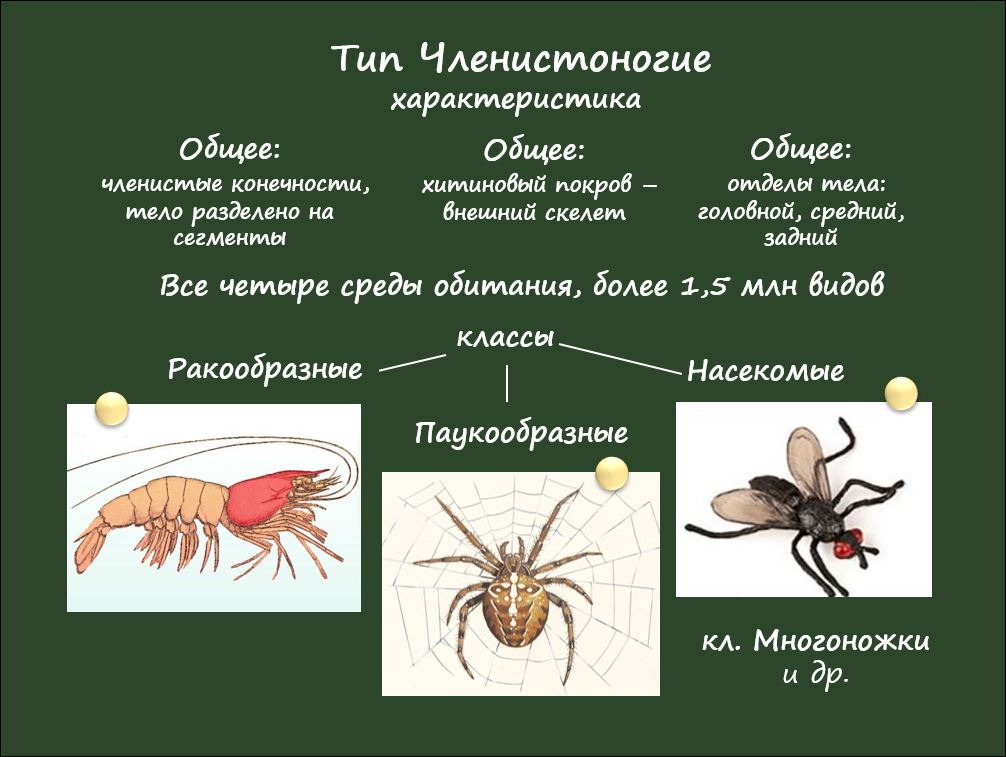 Тип Членистоногие
характеристика
Общее:
членистые конечности,
тело разделено на
сегменты
Общее:
хитиновый покров –
внешний скелет
Общее:
отделы тела:
головной, средний,
задний
Все четыре среды обитания, более 1,5 млн видов
классы
Ракообразные
Паукообразные
Насекомые
кл. Многоножки
и др.